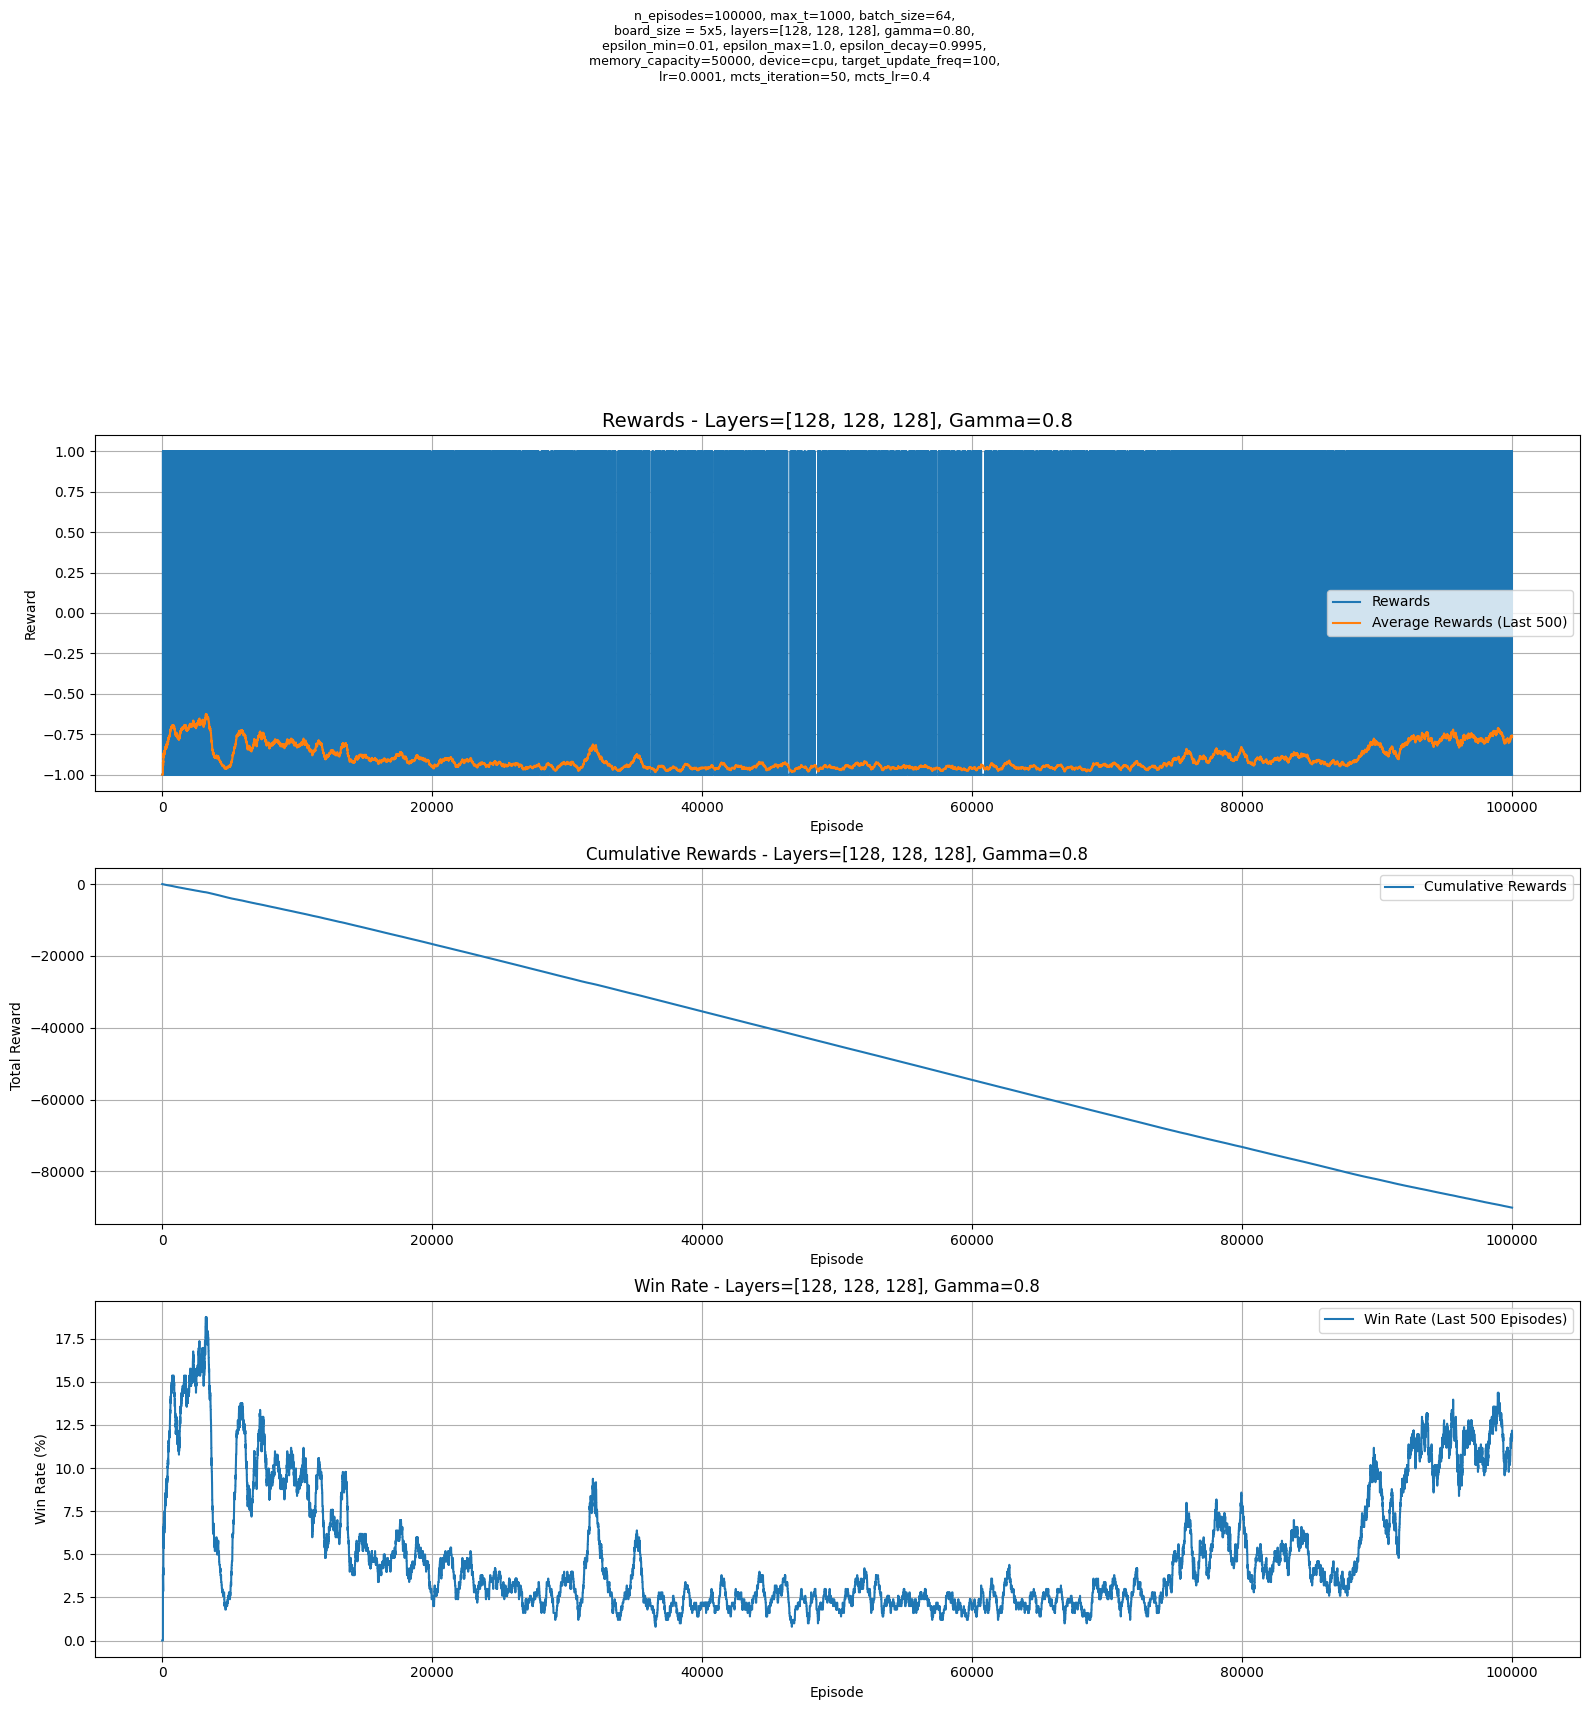 n_episodes=100000, max_t=1000, batch_size=64,
board_size = 5x5, layers=[128, 128, 128], gamma=0.80,
epsilon_min=0.01, epsilon_max=1.0, epsilon_decay=0.9995,
memory_capacity=50000, device=cpu, target_update_freq=100,
lr=0.0001, mcts_iteration=50, mcts_lr=0.4
Rewards - Layers=[128, 128, 128], Gamma=0.8
Reward
1.00
0.75
0.50
0.25
0.00
−0.25
−0.50
−0.75
−1.00
Rewards
Average Rewards (Last 500)
0 20000 40000 60000 80000 100000
Episode
Cumulative Rewards - Layers=[128, 128, 128], Gamma=0.8
Total Reward
0
−20000
−40000
−60000
−80000
Cumulative Rewards
0 20000 40000 60000 80000 100000
Episode
Win Rate - Layers=[128, 128, 128], Gamma=0.8
Win Rate (%)
17.5
15.0
12.5
10.0
7.5
5.0
2.5
0.0
Win Rate (Last 500 Episodes)
0 20000 40000 60000 80000 100000
Episode